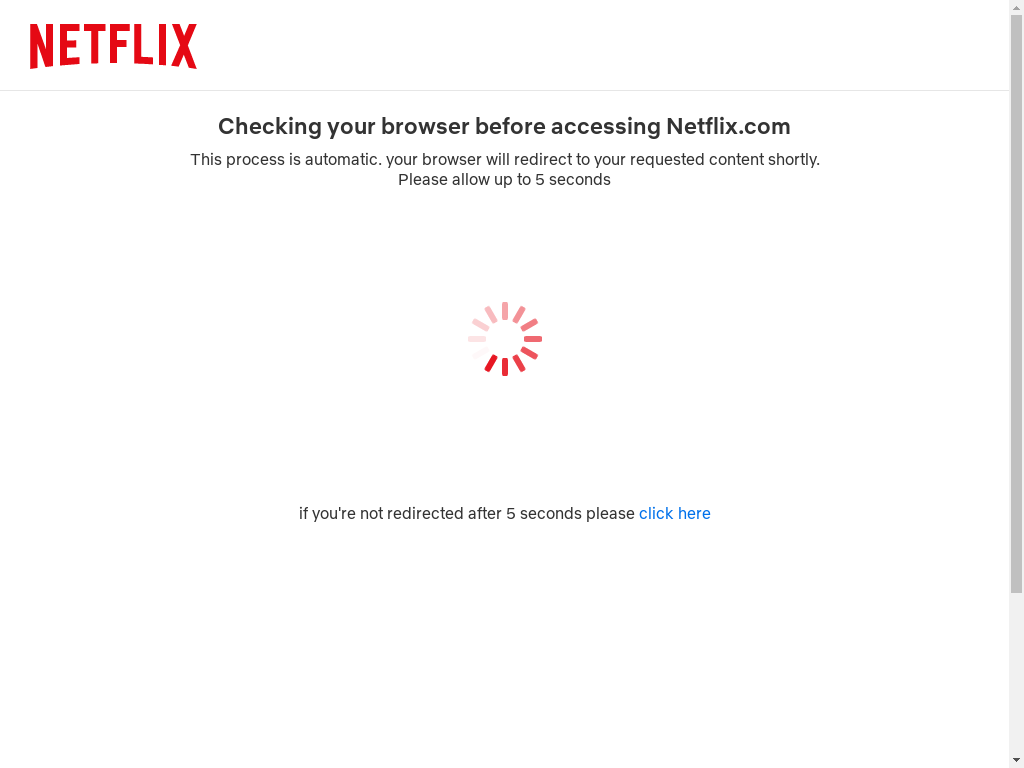 NETFLIX
Checking your browser before accessing Netflix.com
This process is automatic. your browser will redirect to your requested content shortly.
Please allow up to 5 seconds
if you're not redirected after 5 seconds please click here